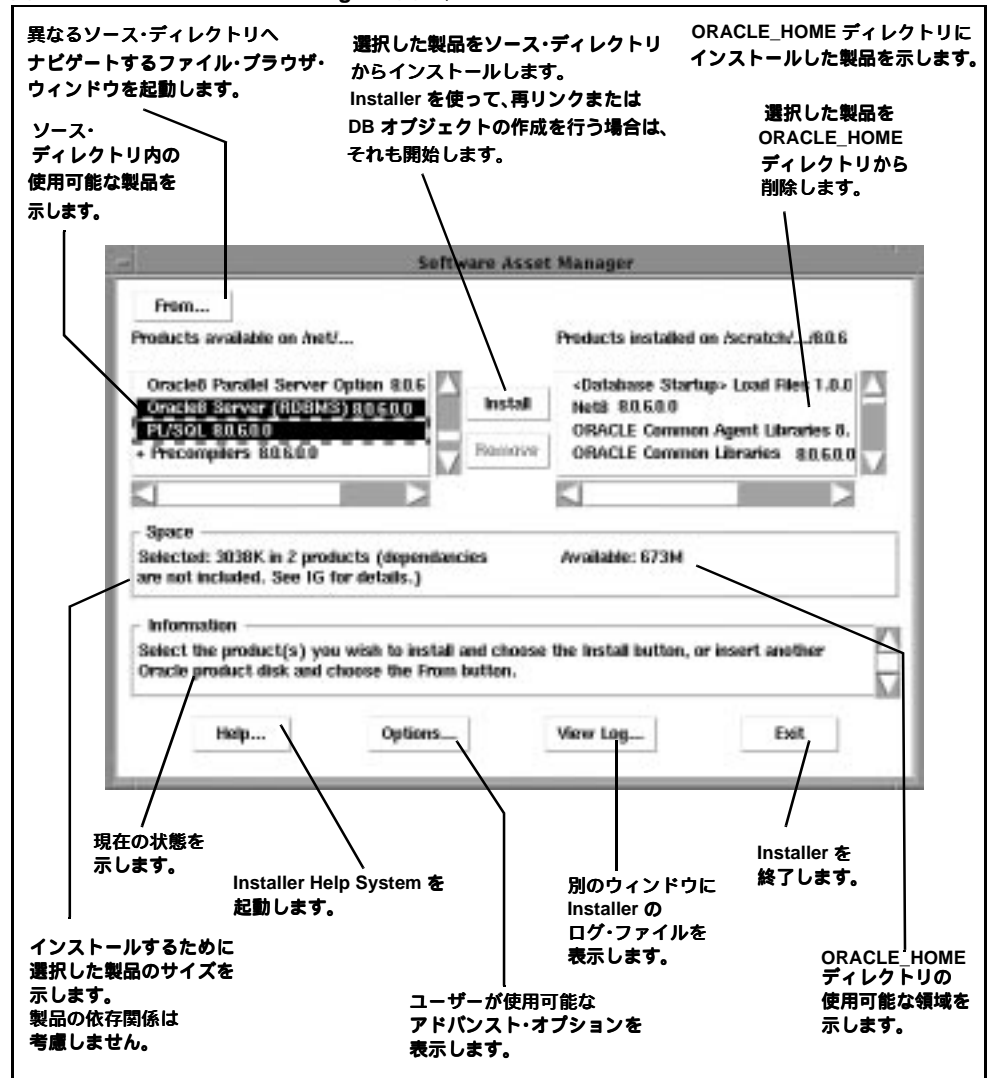 異なるソース・ディレクトリへ
ナビゲートするファイル・ブラウザ・
ウィンドウを起動します。
選択した製品をソース・ディレクトリ
からインストールします。
Installer を使って、再リンクまたは
DB オブジェクトの作成を行う場合は、
それも開始します。
ORACLE_HOME ディレクトリに
インストールした製品を示します。
ソース・
ディレクトリ内の
使用可能な製品を
示します。
選択した製品を
ORACLE_HOME
ディレクトリから
削除します。
Software Asset Manager
From...
Products available on /net/...
Products installed on /scratch/.../8.0.6
Oracle8 Parallel Server Option 8.0.6
Oracle8 Server (RDBMS) 8.0.6.0.0
PL/SQL 8.0.6.0.0
+ Precompilers 8.0.6.0.0
Install
Remove
<Database Startup> Load Files 1.0.0
Net8 8.0.6.0.0
ORACLE Common Agent Libraries 8.
ORACLE Common Libraries 8.0.6.0.0
Space
Selected: 3038K in 2 products (dependancies
are not included. See IG for details.)
Available: 673M
Information
Select the product(s) you wish to install and choose the Install button, or insert another
Oracle product disk and choose the From button.
Help...
Options...
View Log...
Exit
現在の状態を
示します。
Installer Help System を
起動します。
別のウィンドウに
Installer の
ログ・ファイルを
表示します。
Installer を
終了します。
インストールするために
選択した製品のサイズを
示します。
製品の依存関係は
考慮しません。
ユーザーが使用可能な
アドバンスト・オプションを
表示します。
ORACLE_HOME
ディレクトリの
使用可能な領域を
示します。